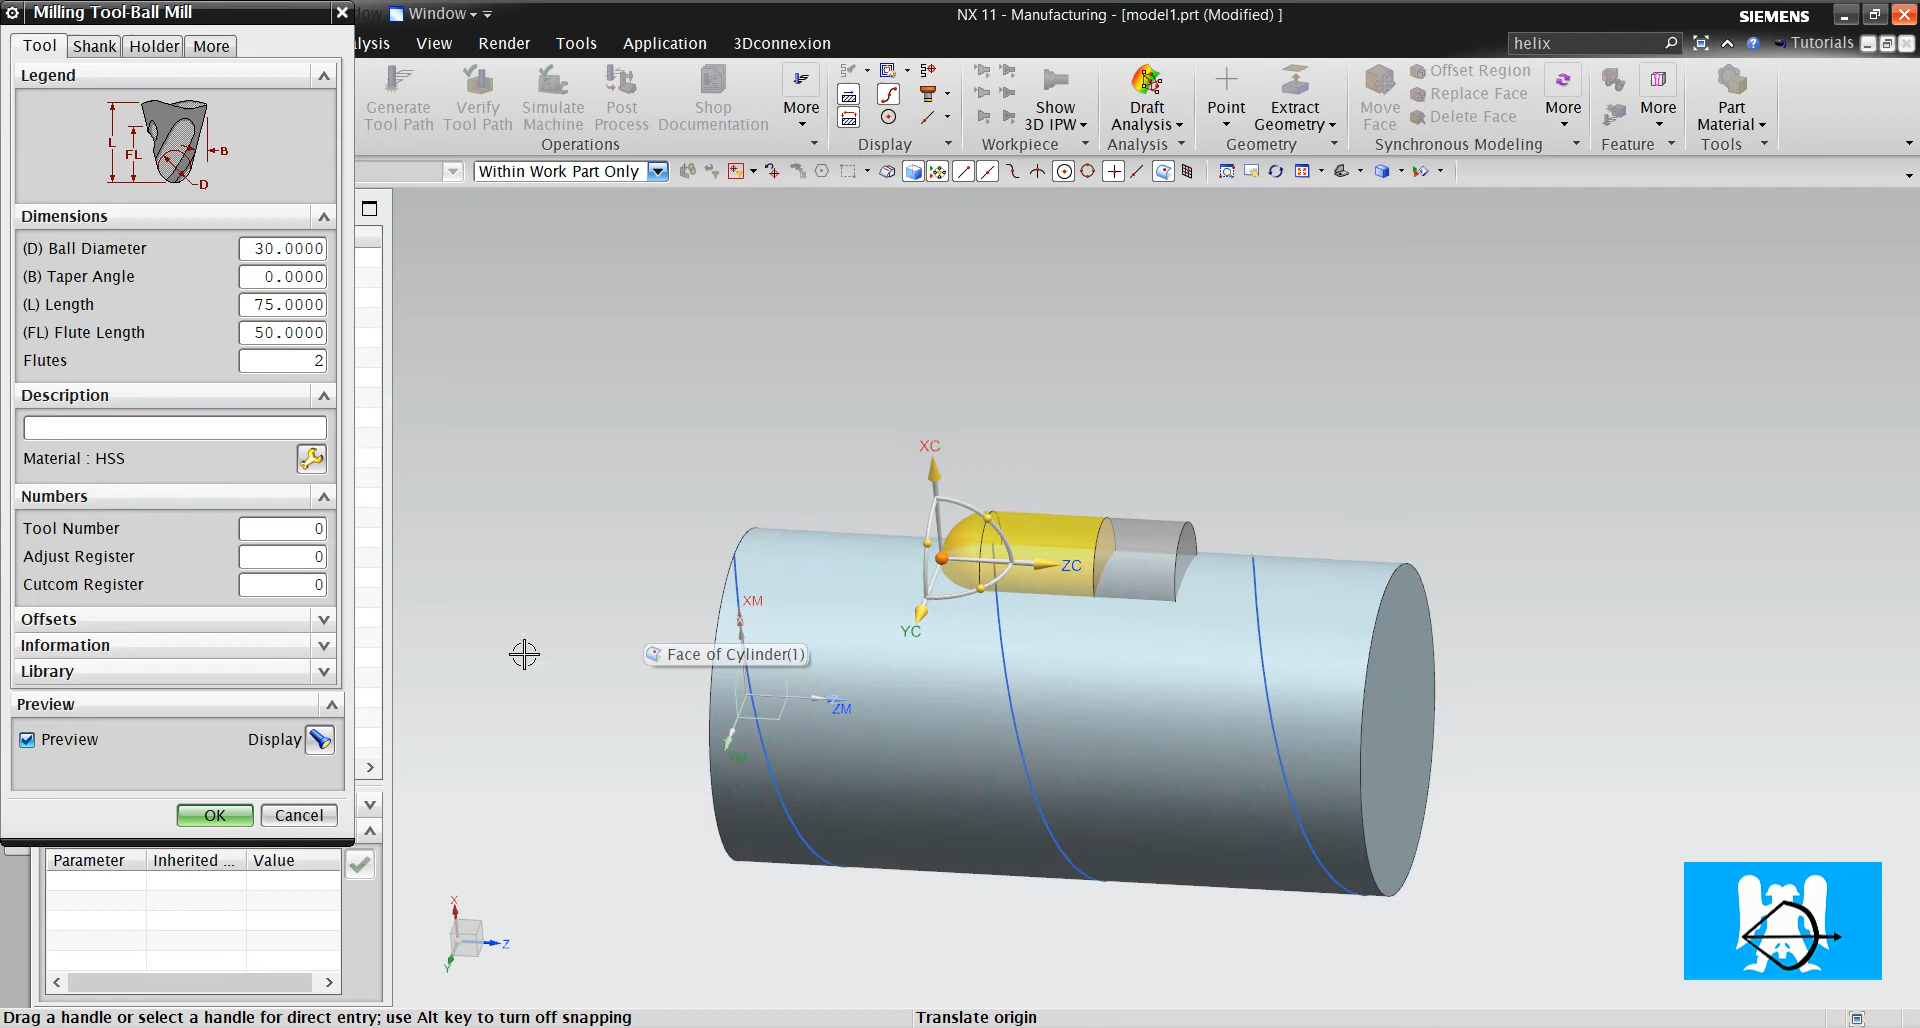 Milling Tool-Ball Mill
Window
NX 11 - Manufacturing - [model1.prt (Modified) ]
SIEMENS
Tool
Shank
Holder
More
lysis
View
Render
Tools
Application
3Dconnexion
helix
Tutorials
Legend
L
FL
B
D
Generate Tool Path
Verify Tool Path
Simulate Machine
Post Process
Shop Documentation
More
Show 3D IPW
Draft Analysis
Point
Extract Geometry
Move Face
Offset Region
Replace Face
Delete Face
More
More
Part Material
Operations
Display
Workpiece
Analysis
Geometry
Synchronous Modeling
Feature
Tools
Within Work Part Only
Dimensions
(D) Ball Diameter 30.0000
(B) Taper Angle 0.0000
(L) Length 75.0000
(FL) Flute Length 50.0000
Flutes 2
Description
Material : HSS
Numbers
Tool Number 0
Adjust Register 0
Cutcom Register 0
Offsets
Information
Library
Preview
Preview
Display
OK
Cancel
XC
ZC
YC
XM
Face of Cylinder(1)
ZM
YM
Parameter
Inherited ...
Value
X
Z
Y
Drag a handle or select a handle for direct entry; use Alt key to turn off snapping
Translate origin